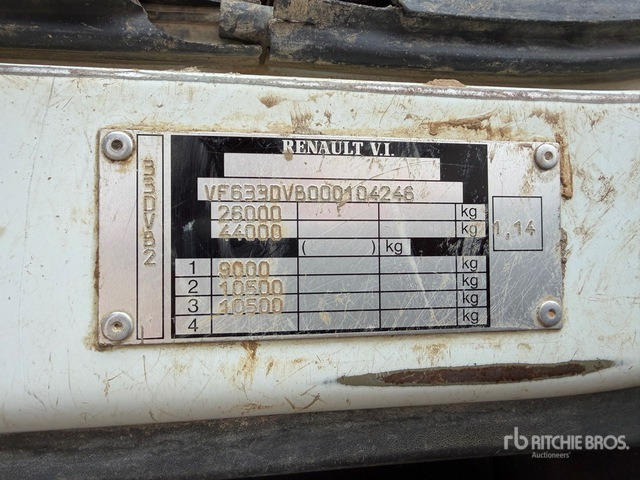 RENAULT V.I.
VF633DVB000104246
26000 kg
44000 kg
( ) kg
1 9000 kg
2 10500 kg
3 10500 kg
4 kg
33DVB2
1,14
rb RITCHIE BROS.
Auctioneers